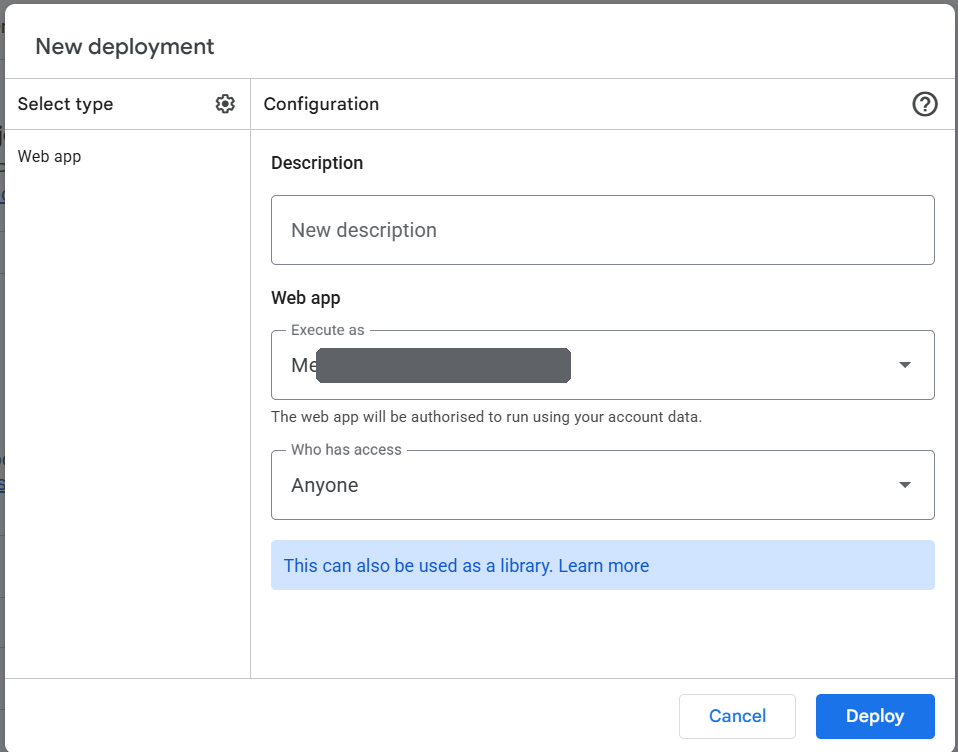 New deployment
Select type
Configuration
Web app
Description
New description
Web app
Execute as
Me
The web app will be authorised to run using your account data.
Who has access
Anyone
This can also be used as a library. Learn more
Cancel
Deploy